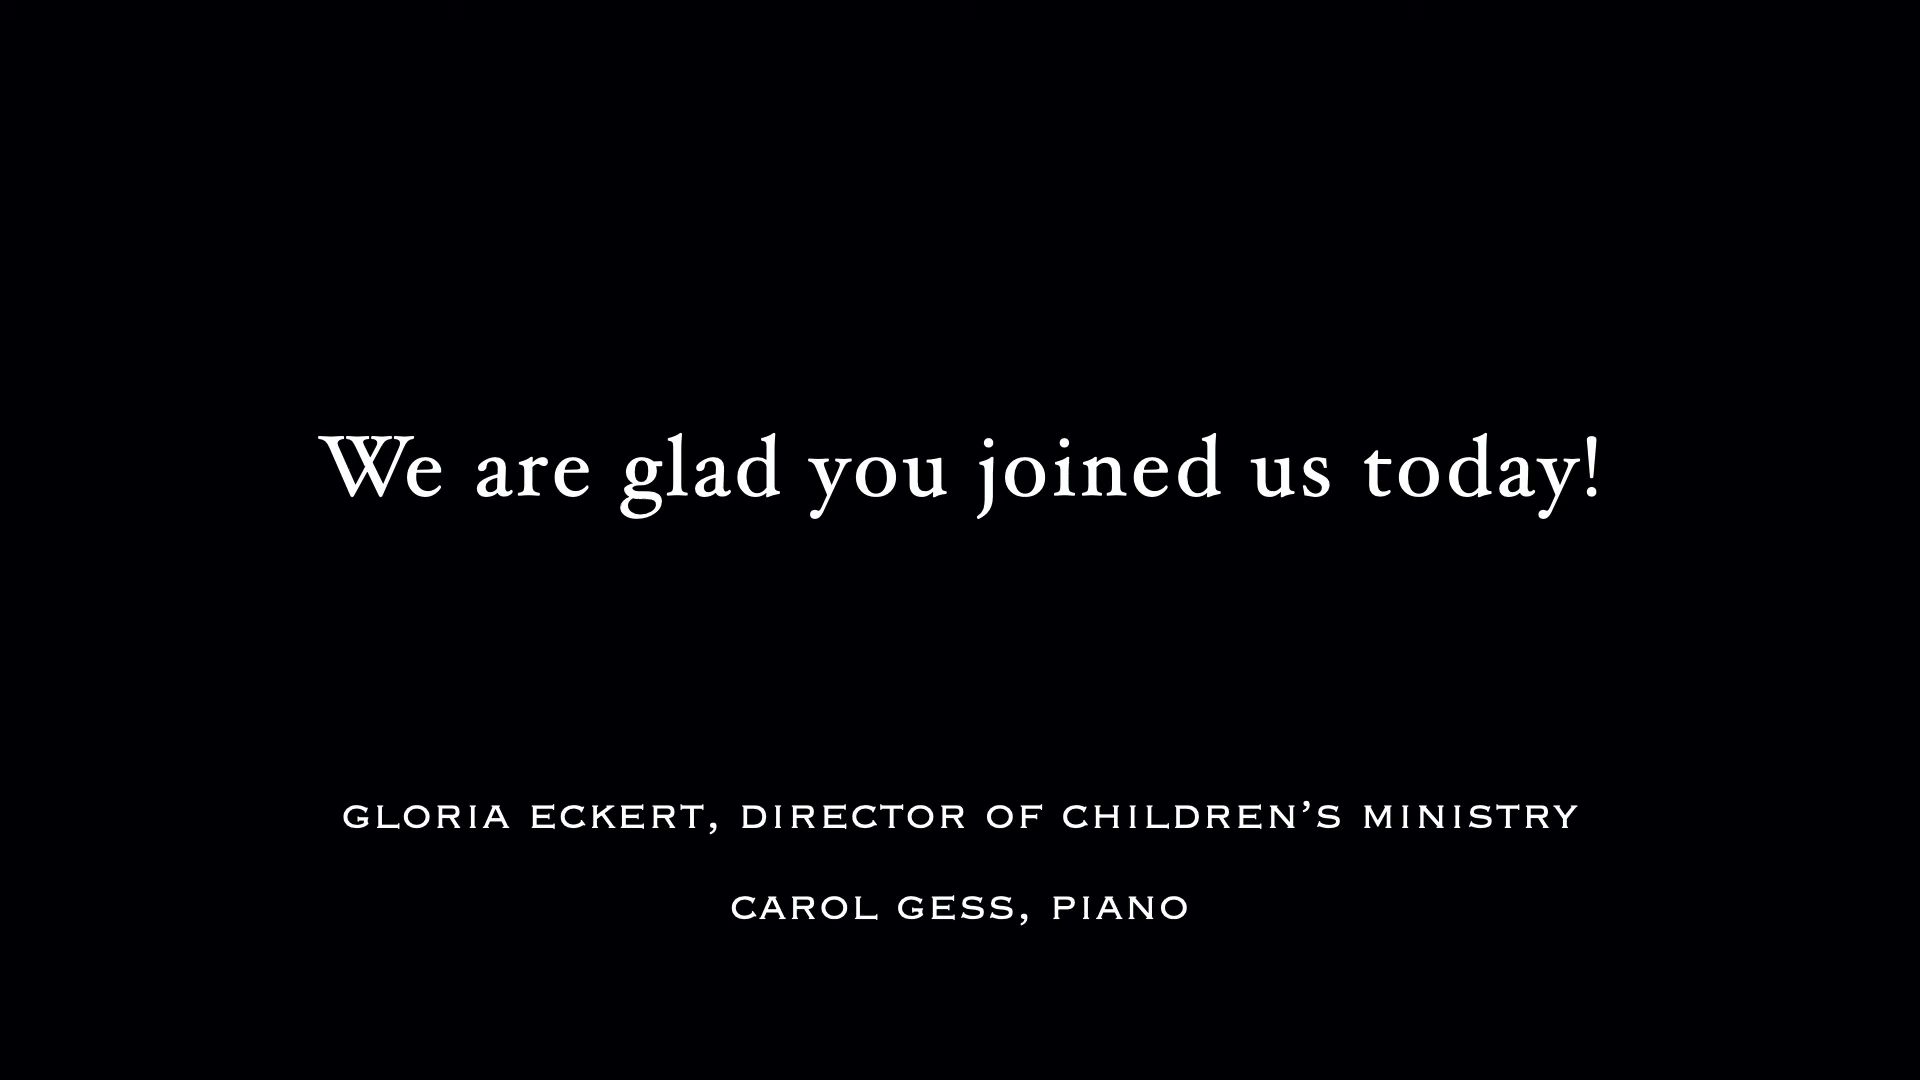 We are glad you joined us today!
GLORIA ECKERT, DIRECTOR OF CHILDREN’S MINISTRY
CAROL GESS, PIANO